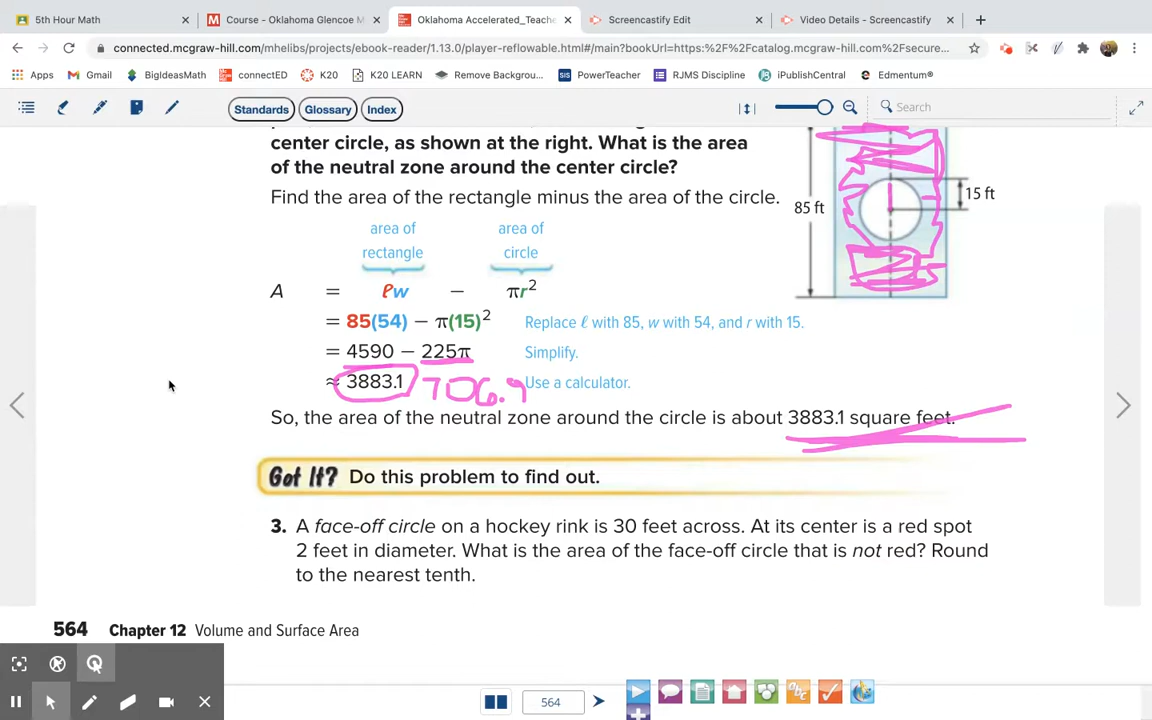 5th Hour Math
Course - Oklahoma Glencoe M
Oklahoma Accelerated_Teache
Screencastify Edit
Video Details - Screencastify
connected.mcgraw-hill.com/mhelibs/projects/ebook-reader/1.13.0/player-reflowable.html#/main?bookUrl=https:%2F%2Fcatalog.mcgraw-hill.com%2Fsecure...
Apps Gmail BigIdeasMath connectED K20 K20 LEARN Remove Backgrou... SIS PowerTeacher RJMS Discipline iPublishCentral Edmentum®
Standards Glossary Index Search
center circle, as shown at the right. What is the area
of the neutral zone around the center circle?
Find the area of the rectangle minus the area of the circle.
85 ft
15 ft
area of rectangle
area of circle
A = ℓw − πr²
= 85(54) − π(15)²
Replace ℓ with 85, w with 54, and r with 15.
= 4590 − 225π
Simplify.
≈ 3883.1 706.9
Use a calculator.
So, the area of the neutral zone around the circle is about 3883.1 square feet.
Got It? Do this problem to find out.
3. A face-off circle on a hockey rink is 30 feet across. At its center is a red spot
2 feet in diameter. What is the area of the face-off circle that is not red? Round
to the nearest tenth.
564 Chapter 12 Volume and Surface Area
564
abc